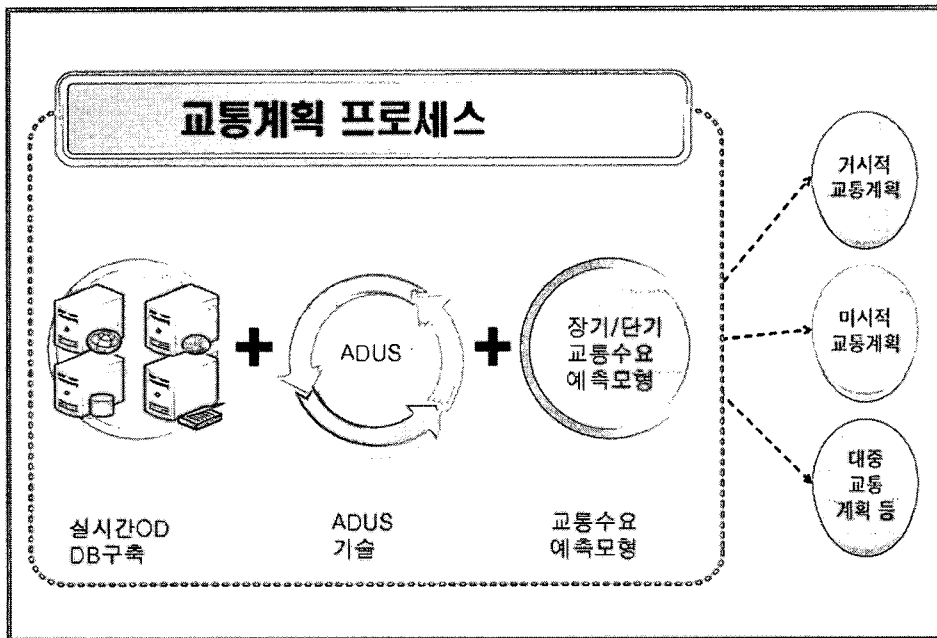 교통계획 프로세스
ADUS
장기/단기
교통수요
예측모형
실시간OD
DB구축
ADUS
기술
교통수요
예측모형
거시적
교통계획
미시적
교통계획
대중
교통
계획 등